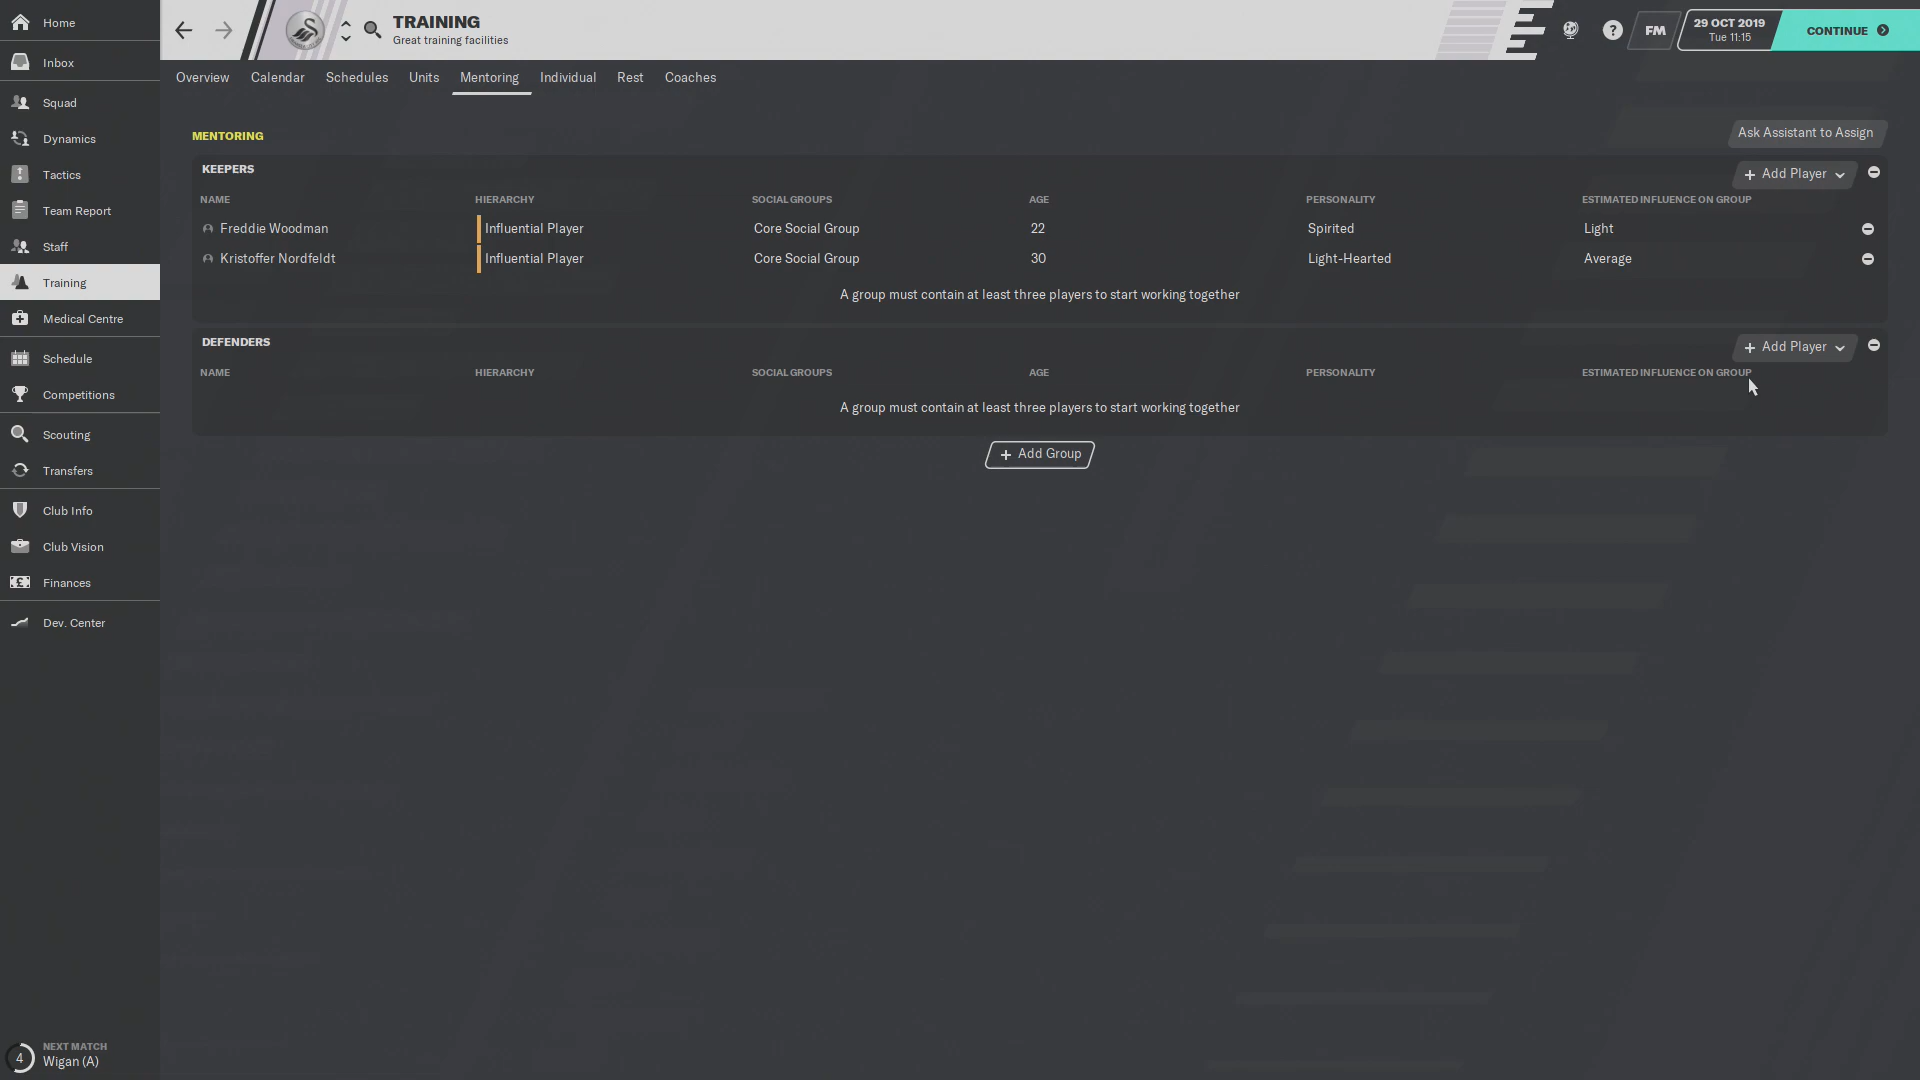 Home
Inbox
Squad
Dynamics
Tactics
Team Report
Staff
Training
Medical Centre
Schedule
Competitions
Scouting
Transfers
Club Info
Club Vision
Finances
Dev. Center
4
NEXT MATCH
Wigan (A)
TRAINING
Great training facilities
?
FM
29 OCT 2019
Tue 11:15
CONTINUE
Overview Calendar Schedules Units Mentoring Individual Rest Coaches
MENTORING
Ask Assistant to Assign
KEEPERS
+ Add Player
NAME HIERARCHY SOCIAL GROUPS AGE PERSONALITY ESTIMATED INFLUENCE ON GROUP
Freddie Woodman Influential Player Core Social Group 22 Spirited Light
Kristoffer Nordfeldt Influential Player Core Social Group 30 Light-Hearted Average
A group must contain at least three players to start working together
DEFENDERS
+ Add Player
NAME HIERARCHY SOCIAL GROUPS AGE PERSONALITY ESTIMATED INFLUENCE ON GROUP
A group must contain at least three players to start working together
+ Add Group